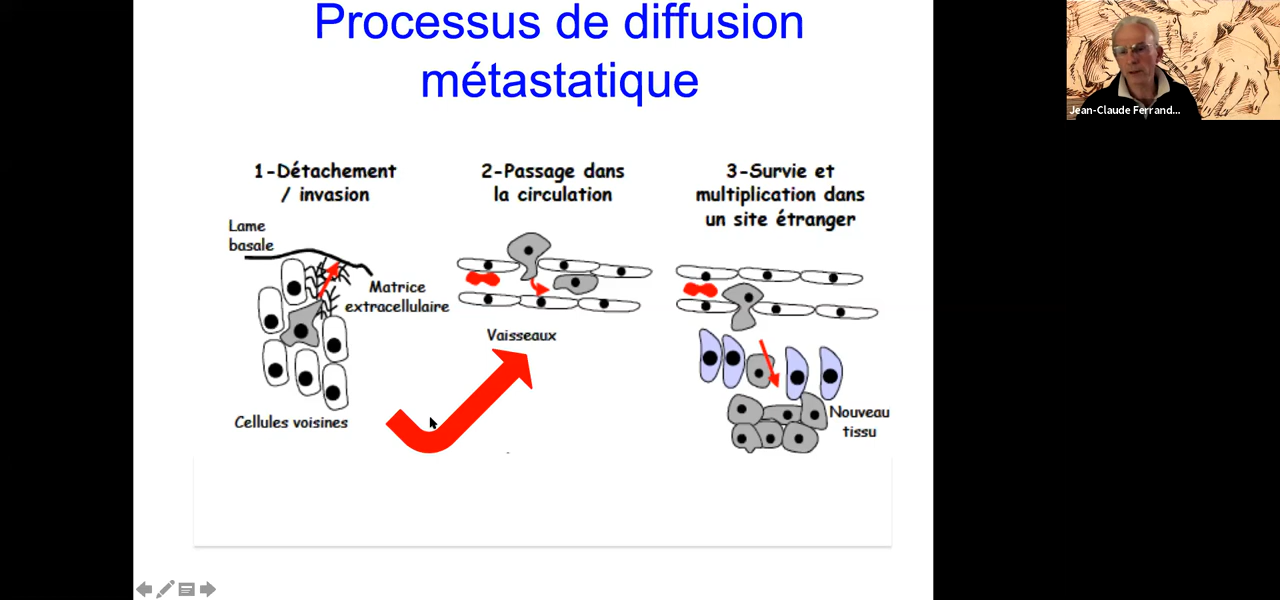 Processus de diffusion
métastatique
Jean-Claude Ferrand...
1-Détachement
/ invasion
2-Passage dans
la circulation
3-Survie et
multiplication dans
un site étranger
Lame
basale
Matrice
extracellulaire
Vaisseaux
Cellules voisines
Nouveau
tissu